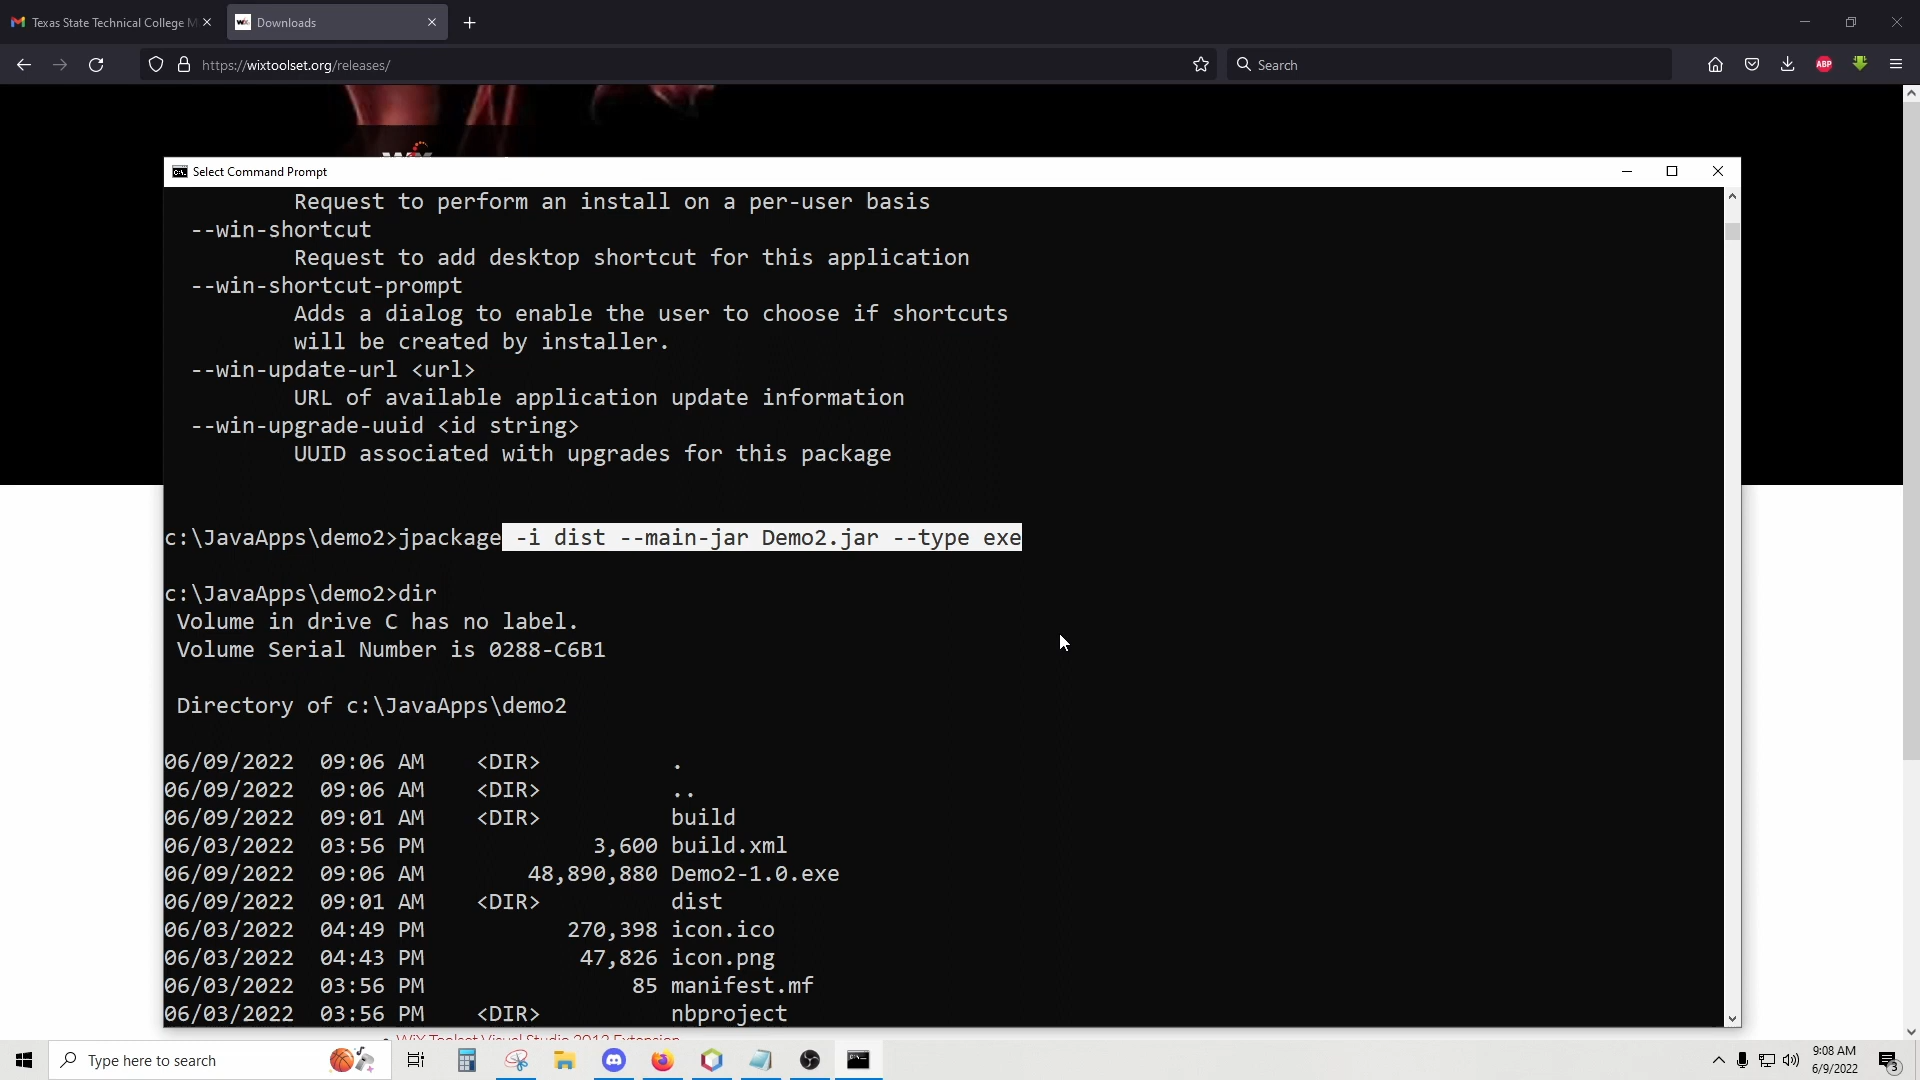 Texas State Technical College M
Downloads
https://wixtoolset.org/releases/
Search
ABP
Select Command Prompt
Request to perform an install on a per-user basis
--win-shortcut
Request to add desktop shortcut for this application
--win-shortcut-prompt
Adds a dialog to enable the user to choose if shortcuts
will be created by installer.
--win-update-url <url>
URL of available application update information
--win-upgrade-uuid <id string>
UUID associated with upgrades for this package
c:\JavaApps\demo2>jpackage -i dist --main-jar Demo2.jar --type exe
c:\JavaApps\demo2>dir
Volume in drive C has no label.
Volume Serial Number is 0288-C6B1
Directory of c:\JavaApps\demo2
06/09/2022 09:06 AM <DIR> .
06/09/2022 09:06 AM <DIR> ..
06/09/2022 09:01 AM <DIR> build
06/03/2022 03:56 PM 3,600 build.xml
06/09/2022 09:06 AM 48,890,880 Demo2-1.0.exe
06/09/2022 09:01 AM <DIR> dist
06/03/2022 04:49 PM 270,398 icon.ico
06/03/2022 04:43 PM 47,826 icon.png
06/03/2022 03:56 PM 85 manifest.mf
06/03/2022 03:56 PM <DIR> nbproject
WiX Toolset Visual Studio 2012 Extension
Type here to search
9:08 AM
6/9/2022
3